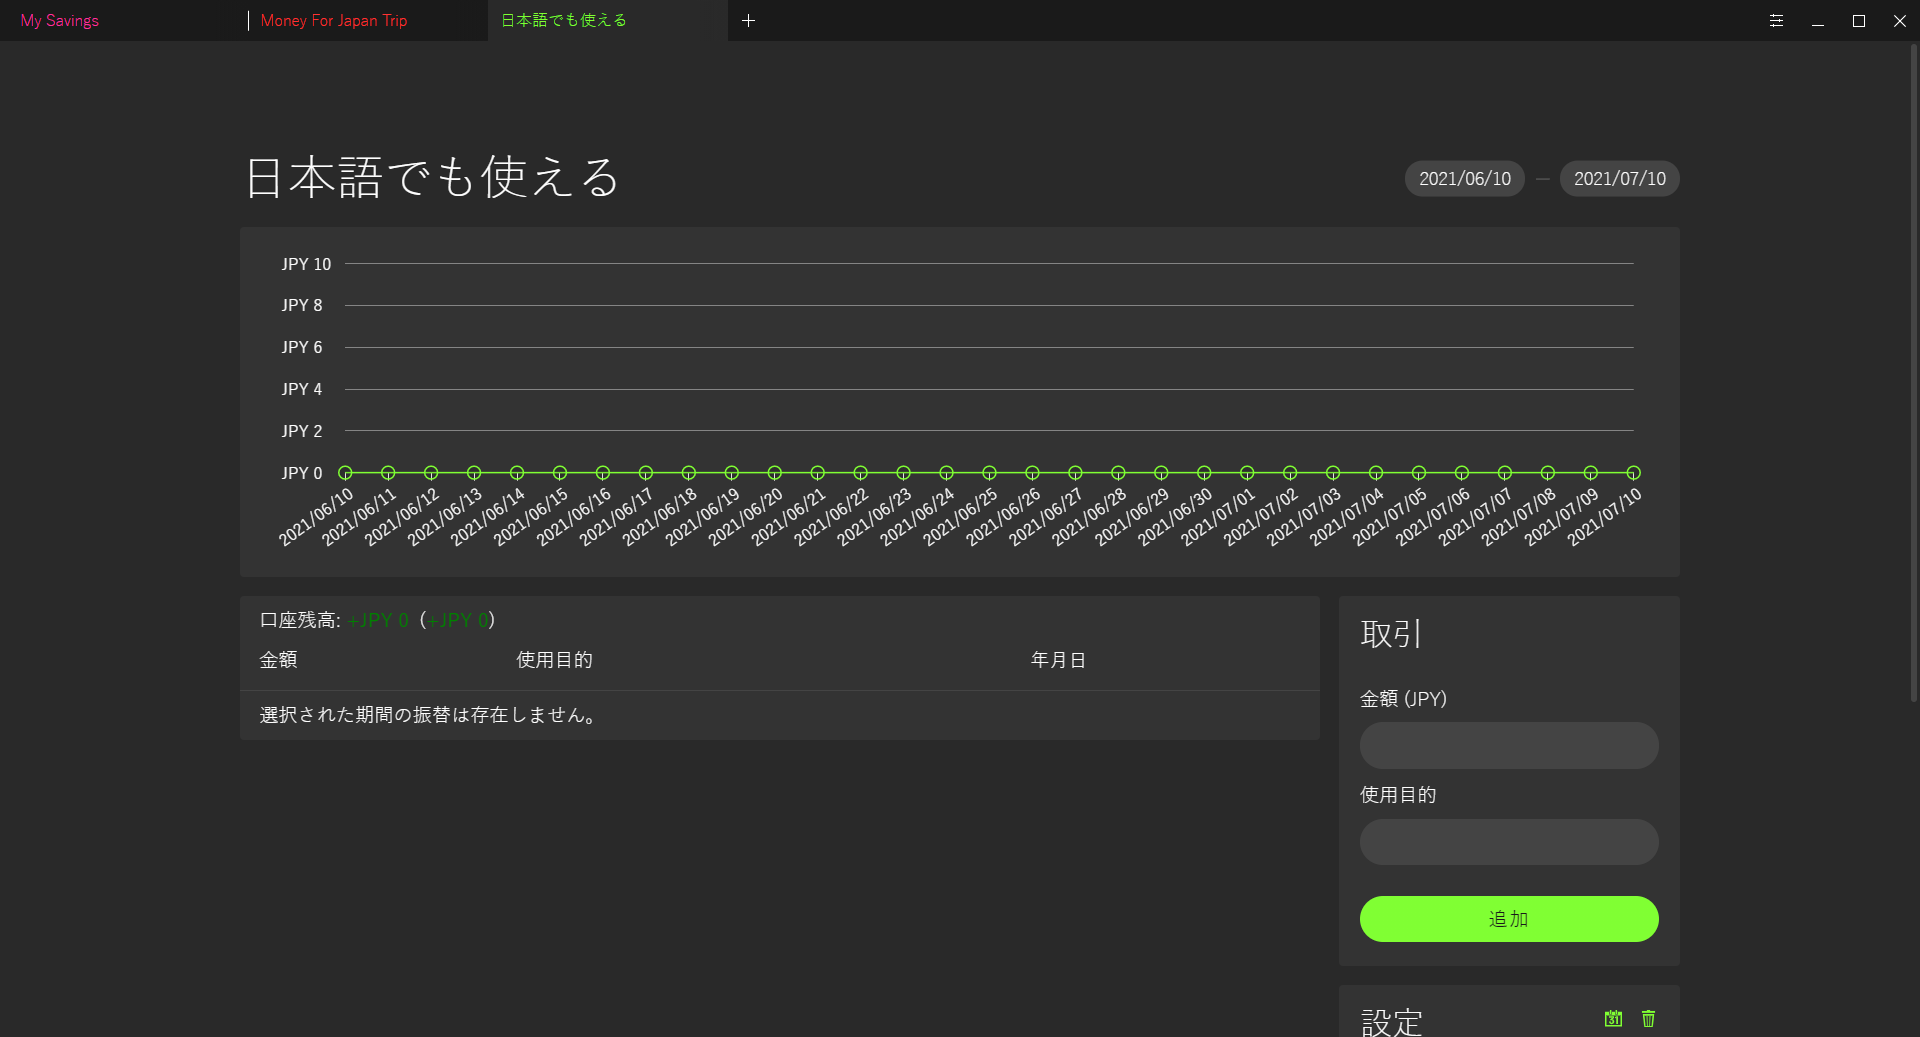 My Savings
Money For Japan Trip
日本語でも使える
日本語でも使える
2021/06/10 — 2021/07/10
JPY 10
JPY 8
JPY 6
JPY 4
JPY 2
JPY 0
2021/06/10 2021/06/11 2021/06/12 2021/06/13 2021/06/14 2021/06/15 2021/06/16 2021/06/17 2021/06/18 2021/06/19 2021/06/20 2021/06/21 2021/06/22 2021/06/23 2021/06/24 2021/06/25 2021/06/26 2021/06/27 2021/06/28 2021/06/29 2021/06/30 2021/07/01 2021/07/02 2021/07/03 2021/07/04 2021/07/05 2021/07/06 2021/07/07 2021/07/08 2021/07/09 2021/07/10
口座残高: +JPY 0 (+JPY 0)
金額 使用目的 年月日
選択された期間の振替は存在しません。
取引
金額 (JPY)
使用目的
追加
設定
31